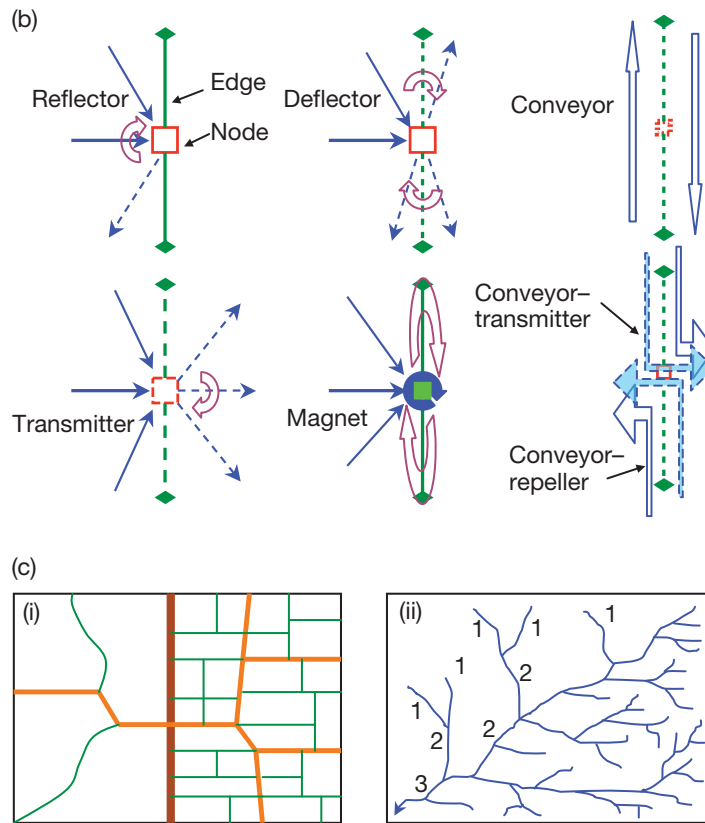 (b)
Reflector
Edge
Node
Deflector
Conveyor
Transmitter
Magnet
Conveyor–
transmitter
Conveyor–
repeller
(c)
(i)
(ii)
1
1
1
1
2
1
2
2
3